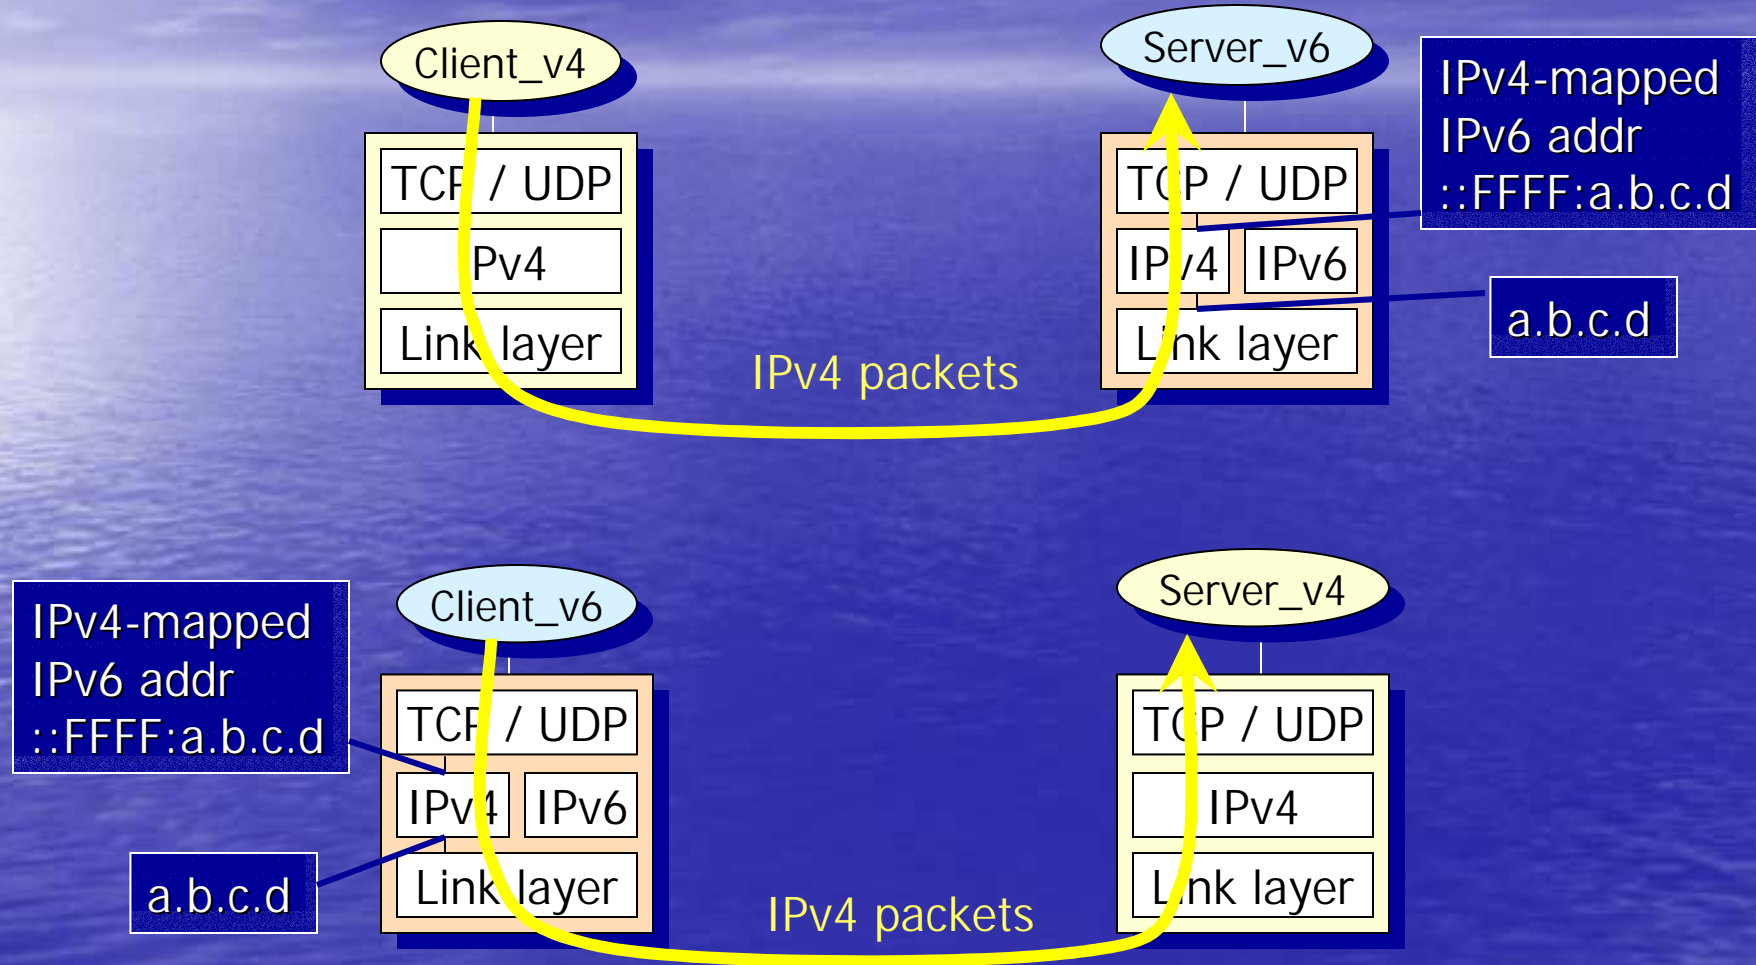 Client_v4
TCP / UDP
IPv4
Link layer
IPv4 packets
Server_v6
TCP / UDP
IPv4 IPv6
Link layer
IPv4-mapped
IPv6 addr
::FFFF:a.b.c.d
a.b.c.d
IPv4-mapped
IPv6 addr
::FFFF:a.b.c.d
a.b.c.d
Client_v6
TCP / UDP
IPv4 IPv6
Link layer
IPv4 packets
Server_v4
TCP / UDP
IPv4
Link layer